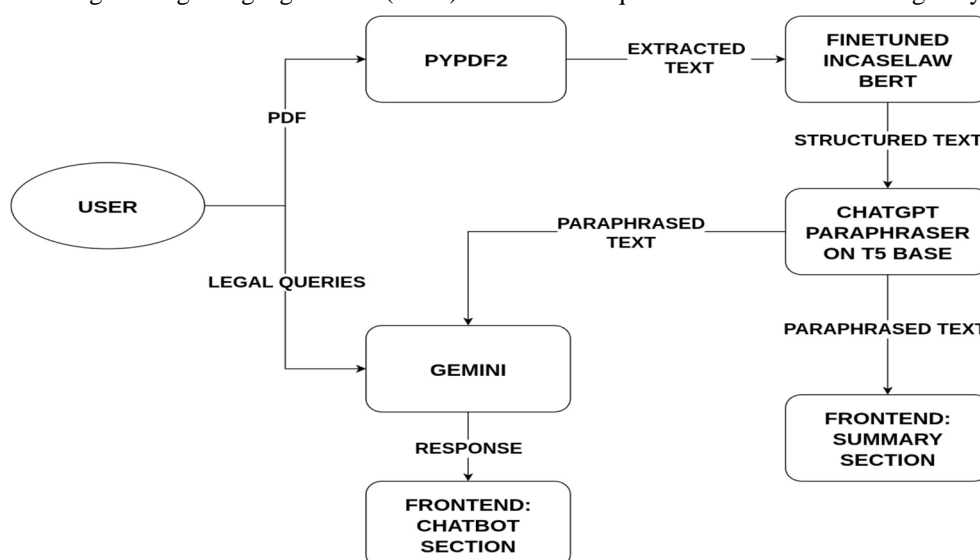 PYPDF2
EXTRACTED
TEXT
FINETUNED
INCASELAW
BERT
PDF
STRUCTURED TEXT
USER
PARAPHRASED
TEXT
CHATGPT
PARAPHRASER
ON T5 BASE
LEGAL QUERIES
PARAPHRASED TEXT
GEMINI
RESPONSE
FRONTEND:
SUMMARY
SECTION
FRONTEND:
CHATBOT
SECTION